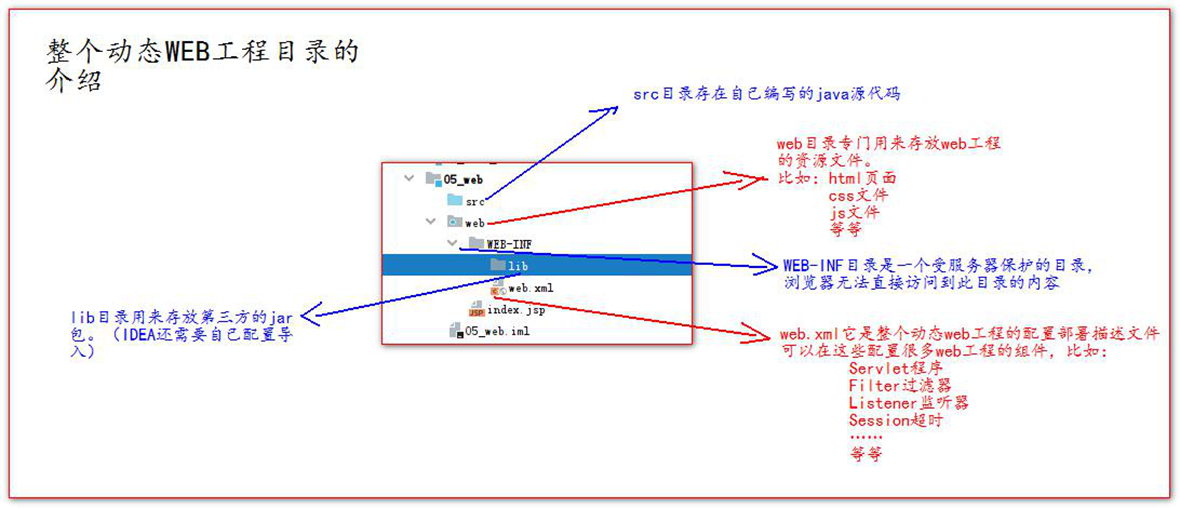 整个动态WEB工程目录的
介绍
src目录存在自己编写的java源代码
web目录专门用来存放web工程
的资源文件。
比如：html页面
css文件
js文件
等等
05_web
src
web
WEB-INF
lib
web.xml
index.jsp
05_web.iml
WEB-INF目录是一个受服务器保护的目录，
浏览器无法直接访问到此目录的内容
lib目录用来存放第三方的jar
包。（IDEA还需要自己配置导
入）
web.xml它是整个动态web工程的配置部署描述文件
可以在这些配置很多web工程的组件，比如：
Servlet程序
Filter过滤器
Listener监听器
Session超时
……
等等